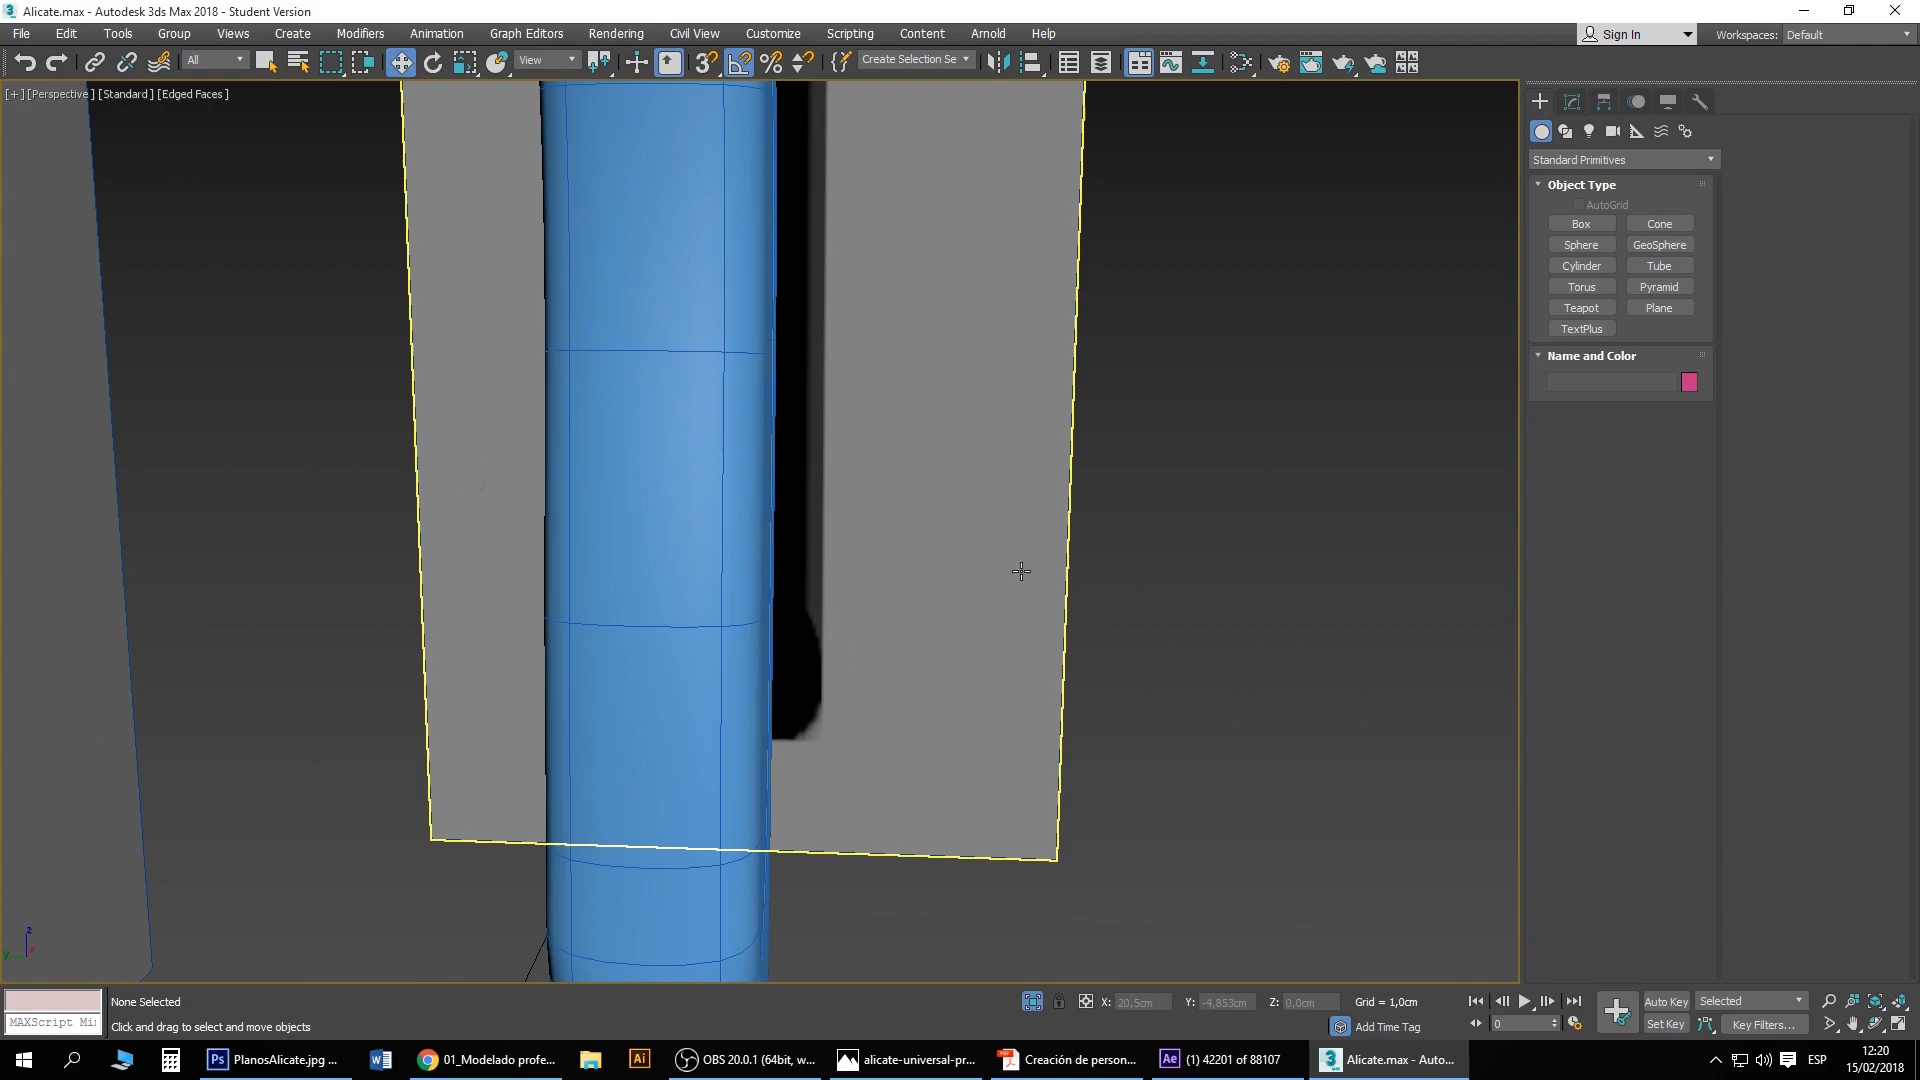 Alicate.max - Autodesk 3ds Max 2018 - Student Version
File Edit Tools Group Views Create Modifiers Animation Graph Editors Rendering Civil View Customize Scripting Content Arnold Help
Sign In
Workspaces: Default
All
View
Create Selection Se
[+] [Perspective] [Standard] [Edged Faces]
Standard Primitives
Object Type
AutoGrid
Box Cone
Sphere GeoSphere
Cylinder Tube
Torus Pyramid
Teapot Plane
TextPlus
Name and Color
z
x
y
None Selected
X: 20,5cm Y: -4,853cm Z: 0,0cm Grid = 1,0cm
Auto Key Selected
MAXScript Mi
Click and drag to select and move objects
Add Time Tag
0
Set Key Key Filters...
PlanosAlicate.jpg ...
01_Modelado profe...
OBS 20.0.1 (64bit, w...
alicate-universal-pr...
Creación de person...
(1) 42201 of 88107
Alicate.max - Auto...
ESP
12:20
15/02/2018